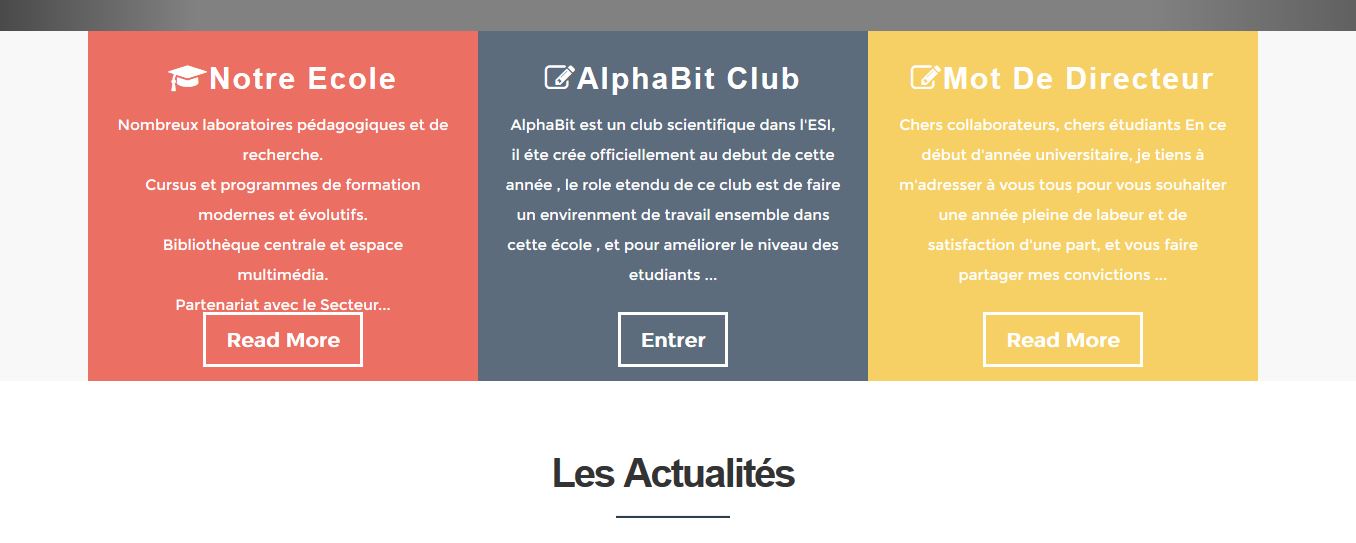 Notre Ecole
Nombreux laboratoires pédagogiques et de
recherche.
Cursus et programmes de formation
modernes et évolutifs.
Bibliothèque centrale et espace
multimédia.
Partenariat avec le Secteur...
Read More
AlphaBit Club
AlphaBit est un club scientifique dans l'ESI,
il éte crée officiellement au debut de cette
année , le role etendu de ce club est de faire
un envirenment de travail ensemble dans
cette école , et pour améliorer le niveau des
etudiants ...
Entrer
Mot De Directeur
Chers collaborateurs, chers étudiants En ce
début d'année universitaire, je tiens à
m'adresser à vous tous pour vous souhaiter
une année pleine de labeur et de
satisfaction d'une part, et vous faire
partager mes convictions ...
Read More
Les Actualités